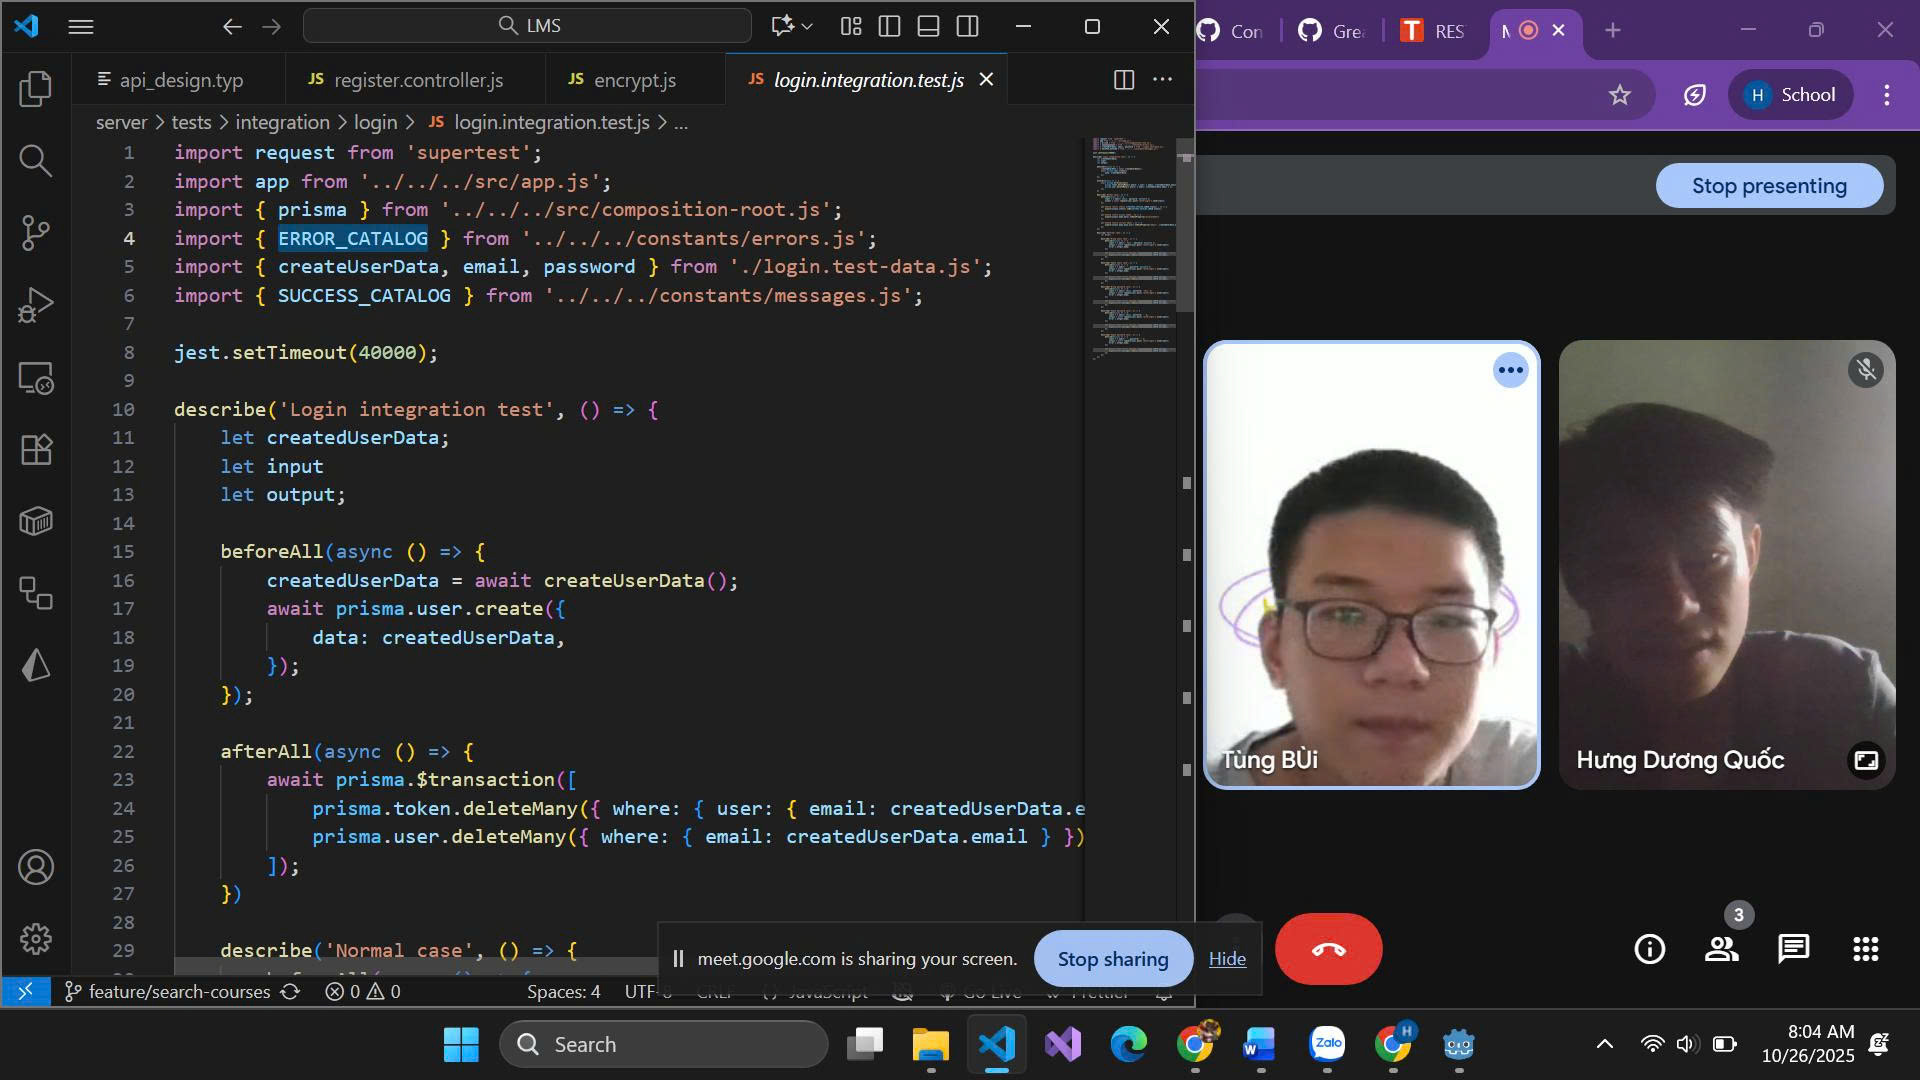 LMS
api_design.typ
JS register.controller.js
JS encrypt.js
JS login.integration.test.js
server > tests > integration > login > JS login.integration.test.js > ...
1 import request from 'supertest';
2 import app from '../../../src/app.js';
3 import { prisma } from '../../../src/composition-root.js';
4 import { ERROR_CATALOG } from '../../../constants/errors.js';
5 import { createUserData, email, password } from './login.test-data.js';
6 import { SUCCESS_CATALOG } from '../../../constants/messages.js';
7
8 jest.setTimeout(40000);
9
10 describe('Login integration test', () => {
11 let createdUserData;
12 let input
13 let output;
14
15 beforeAll(async () => {
16 createdUserData = await createUserData();
17 await prisma.user.create({
18 data: createdUserData,
19 });
20 });
21
22 afterAll(async () => {
23 await prisma.$transaction([
24 prisma.token.deleteMany({ where: { user: { email: createdUserData.e
25 prisma.user.deleteMany({ where: { email: createdUserData.email } })
26 ]);
27 })
28
29 describe('Normal case', () => {
feature/search-courses
0 0
Spaces: 4
UTF-8
CRLF
{} JavaScript
Go Live
Prettier
meet.google.com is sharing your screen.
Stop sharing
Hide
Con
Grea
T RES
M
H School
Stop presenting
Tùng BÙi
Hưng Dương Quốc
3
Search
W
Zalo
H
8:04 AM
10/26/2025